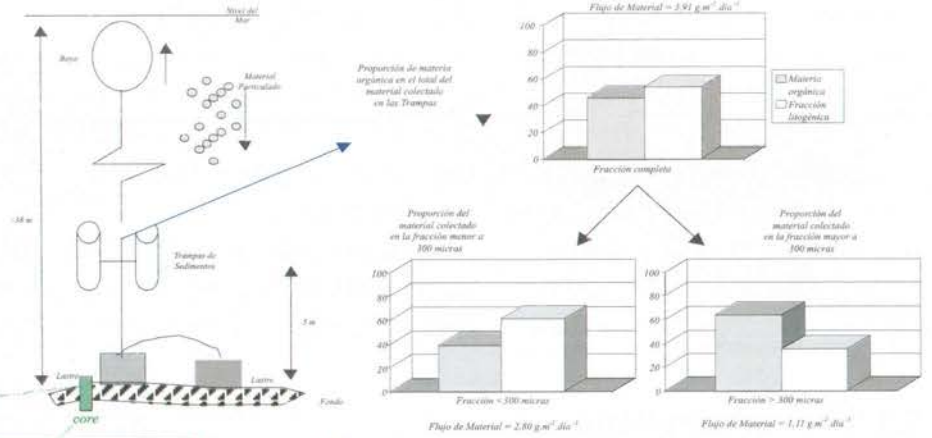 Nivel del
Mar
Boya
Material
Particulado
Proporción de materia
orgánica en el total del
material colectado
en las Trampas
Flujo de Material = 3.91 g.m⁻².día⁻¹
100
80
60
40
20
0
Materia
orgánica
Fracción
litogénica
Fracción completa
Trampas de
Sedimentos
5 m
Lastre
Lastre
Fondo
core
Proporción del
material colectado
en la fracción menor a
300 micras
100
80
60
40
20
0
Fracción <300 micras
Flujo de Material = 2.80 g.m⁻².día⁻¹
Proporción del
material colectado
en la fracción mayor a
300 micras
100
80
60
40
20
0
Fracción > 300 micras
Flujo de Material = 1.11 g.m⁻².día⁻¹